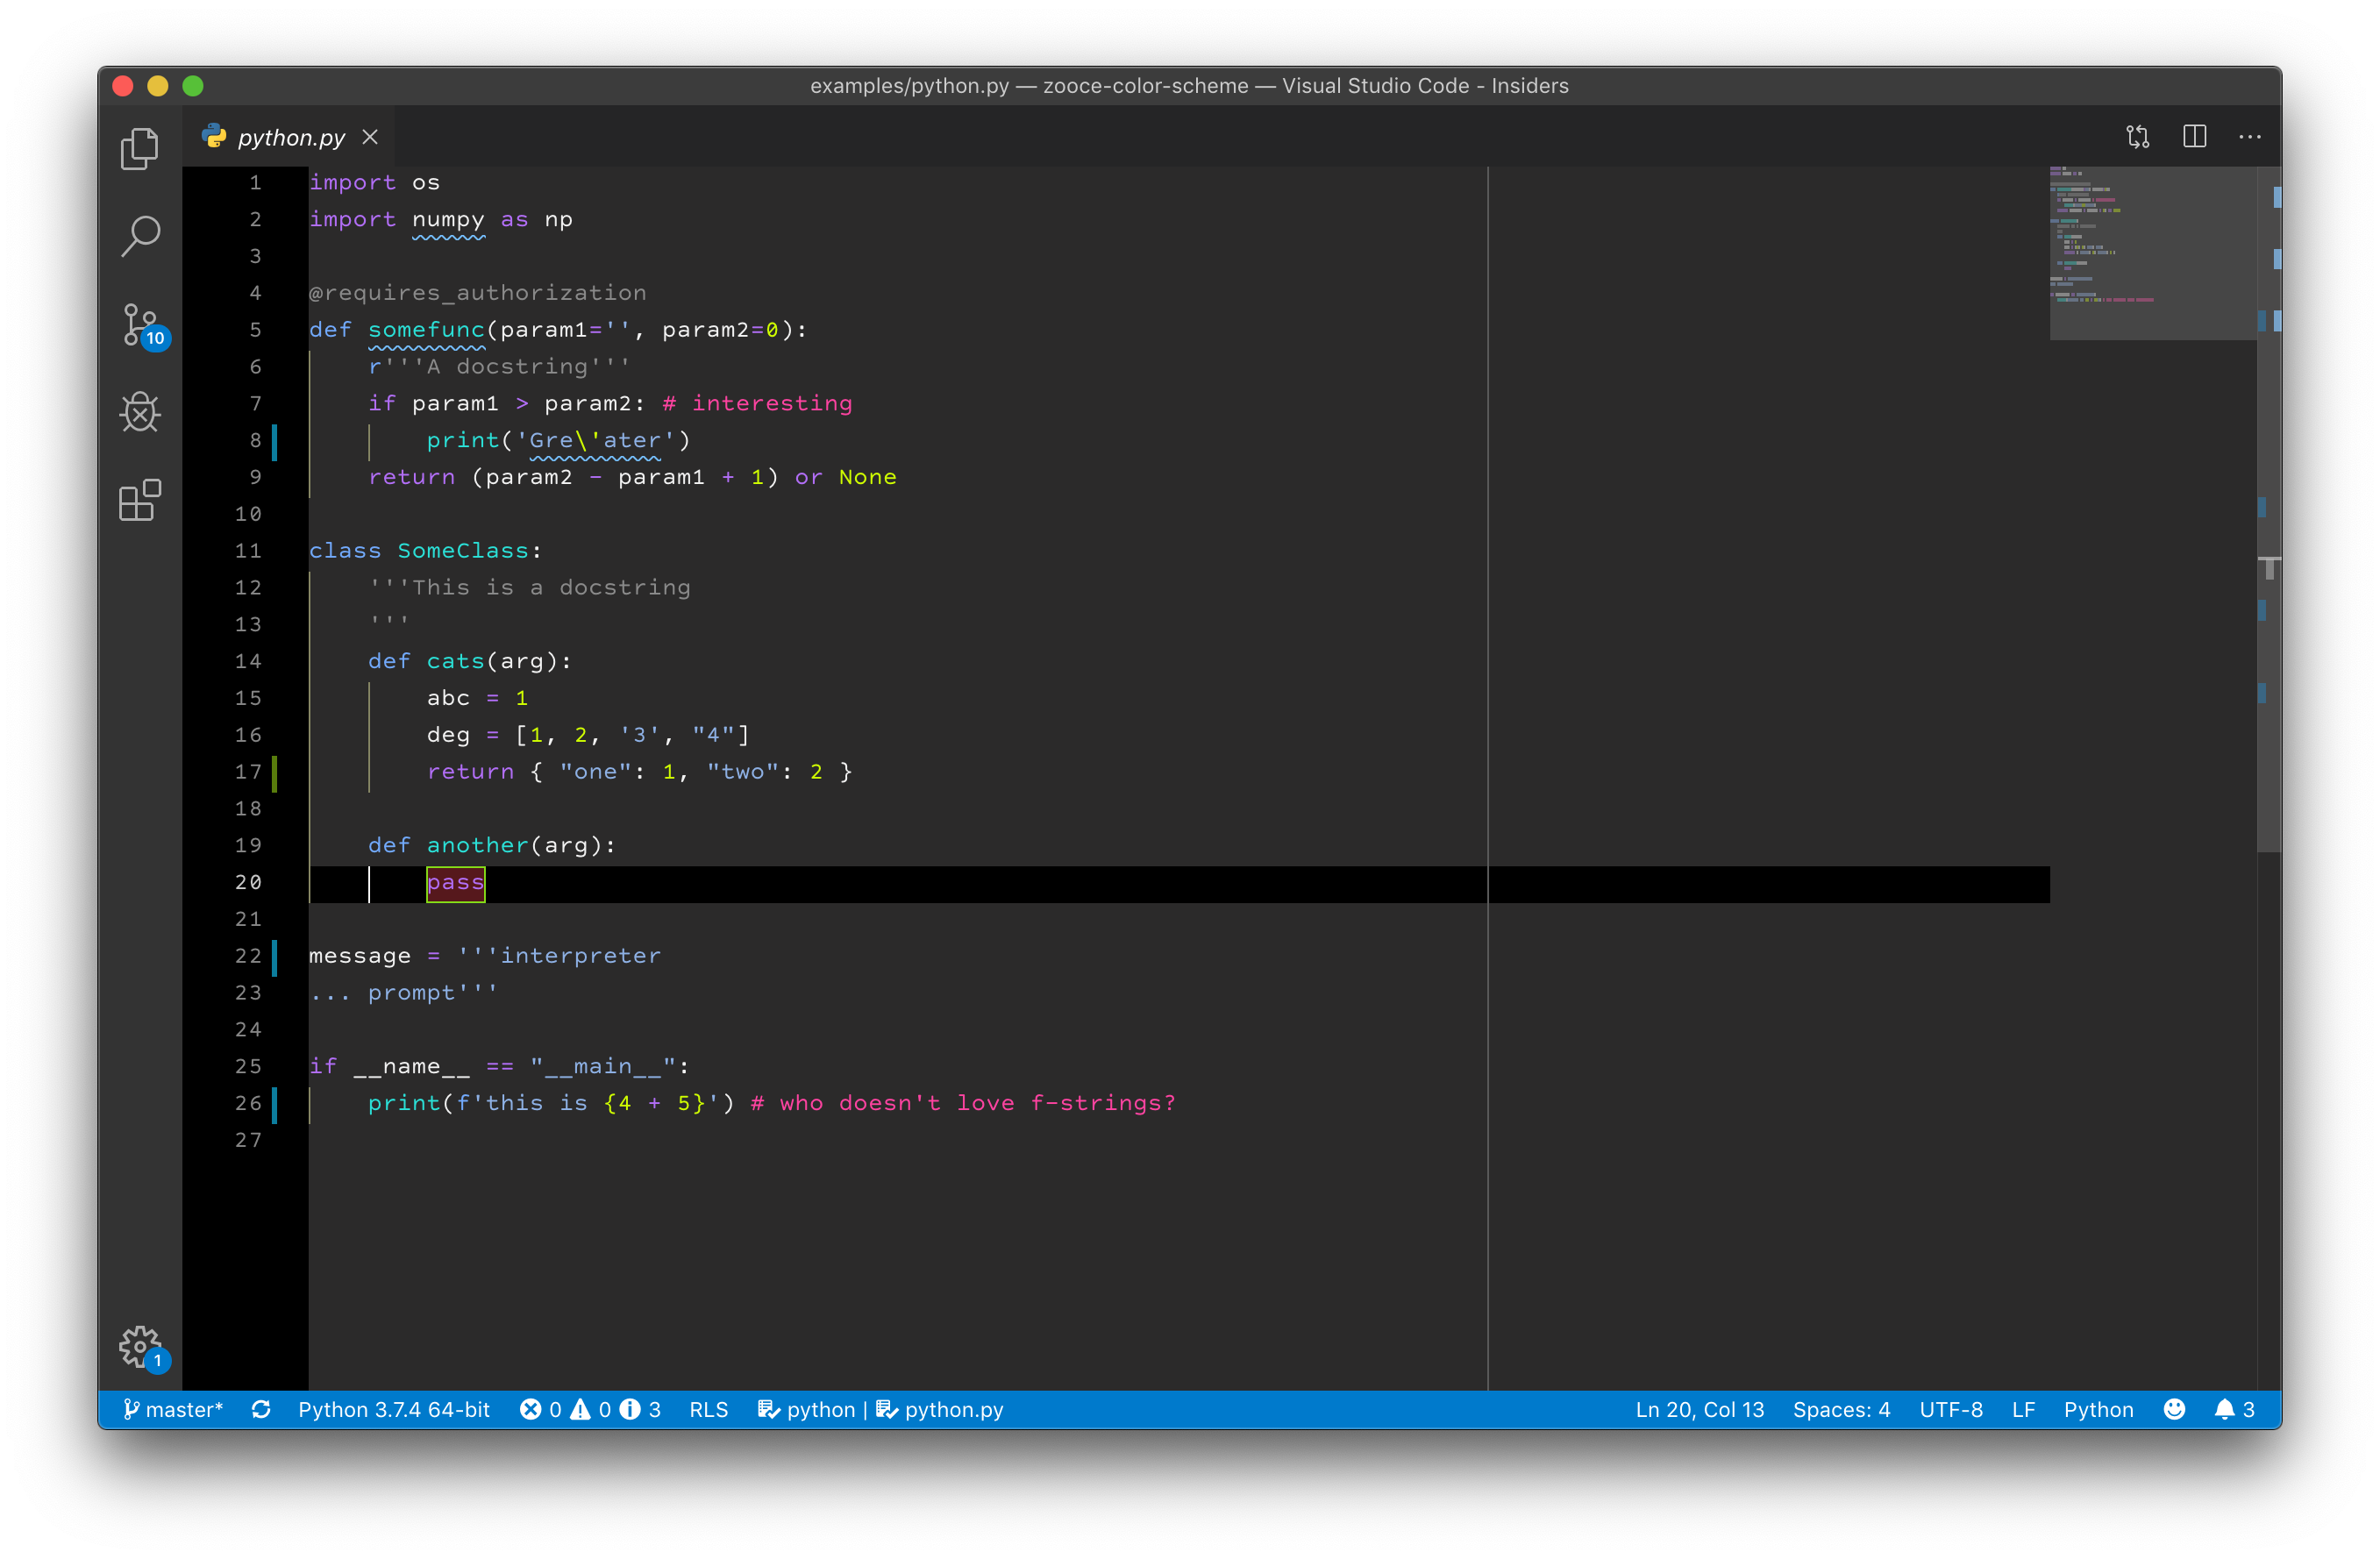 examples/python.py — zooce-color-scheme — Visual Studio Code - Insiders
python.py
1 import os
2 import numpy as np
3
4 @requires_authorization
5 def somefunc(param1='', param2=0):
6     r'''A docstring'''
7     if param1 > param2: # interesting
8         print('Gre\'ater')
9     return (param2 - param1 + 1) or None
10
11 class SomeClass:
12     '''This is a docstring
13     '''
14     def cats(arg):
15         abc = 1
16         deg = [1, 2, '3', "4"]
17         return { "one": 1, "two": 2 }
18
19     def another(arg):
20         pass
21
22 message = '''interpreter
23 ... prompt'''
24
25 if __name__ == "__main__":
26     print(f'this is {4 + 5}') # who doesn't love f-strings?
27
10
1
master* Python 3.7.4 64-bit 0 0 3 RLS python | python.py Ln 20, Col 13 Spaces: 4 UTF-8 LF Python 3